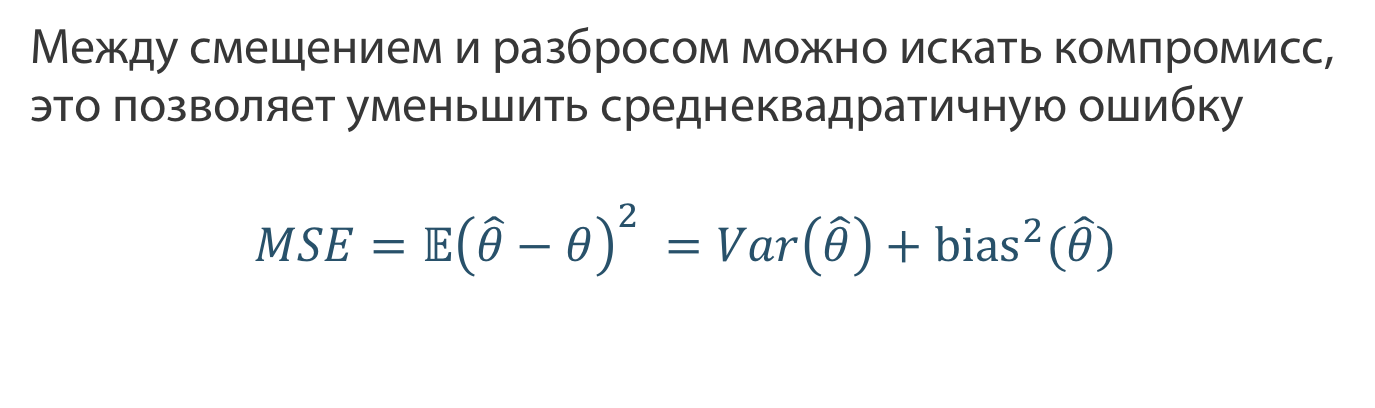 Между смещением и разбросом можно искать компромисс,
это позволяет уменьшить среднеквадратичную ошибку
MSE = 𝔼(θ̂ − θ)² = Var(θ̂) + bias²(θ̂)